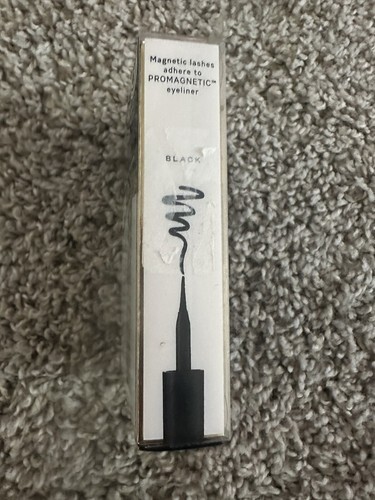 Magnetic lashes
adhere to
PROMAGNETIC™
eyeliner
BLACK